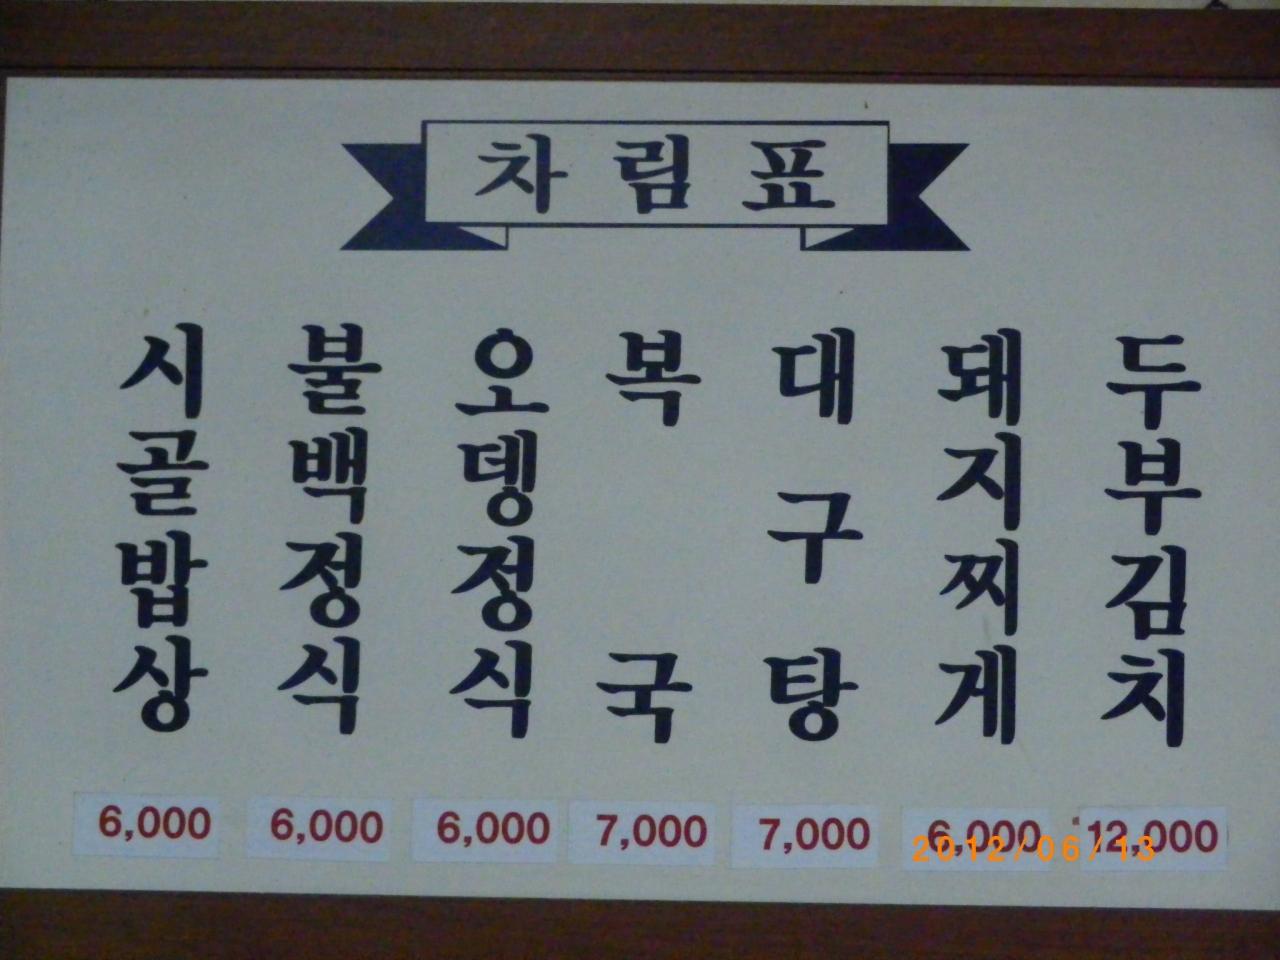 차림표
시골밥상
불백정식
오뎅정식
복국
대구탕
돼지찌게
두부김치
6,000
6,000
6,000
7,000
7,000
6,000
12,000
2012/06/13